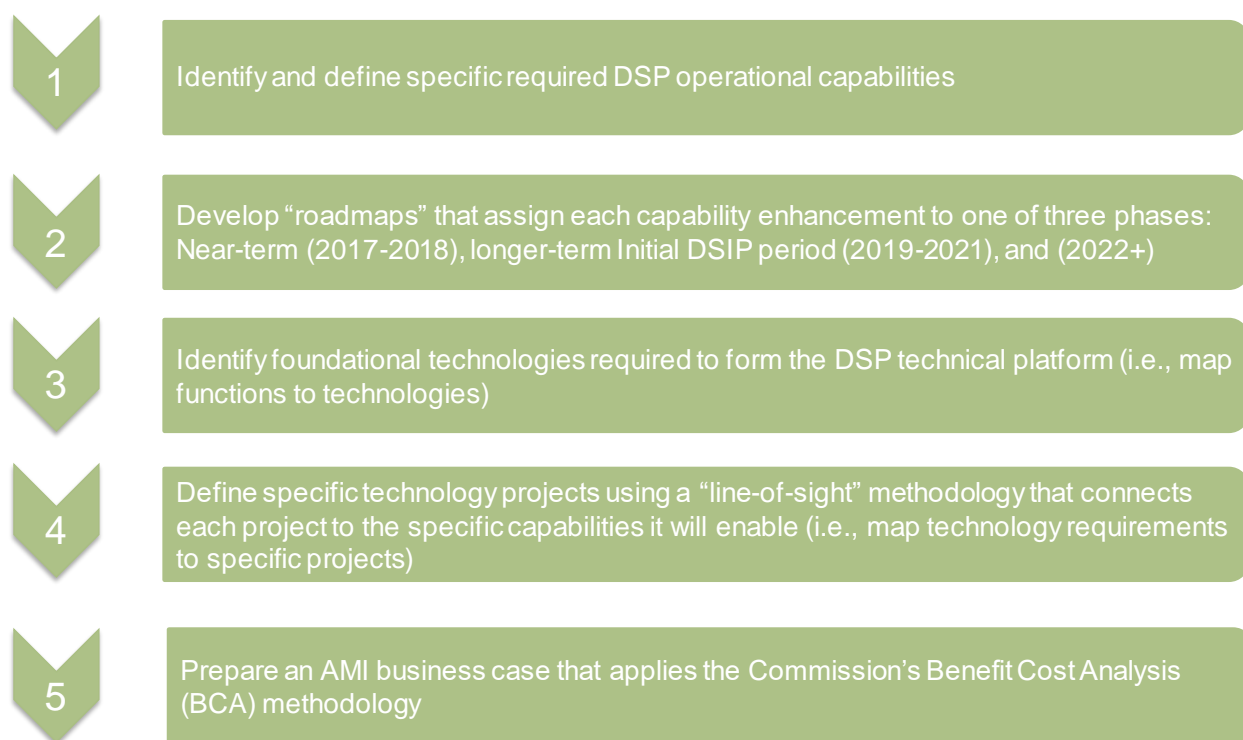 1
Identify and define specific required DSP operational capabilities
2
Develop “roadmaps” that assign each capability enhancement to one of three phases:
Near-term (2017-2018), longer-term Initial DSIP period (2019-2021), and (2022+)
3
Identify foundational technologies required to form the DSP technical platform (i.e., map
functions to technologies)
4
Define specific technology projects using a “line-of-sight” methodology that connects
each project to the specific capabilities it will enable (i.e., map technology requirements
to specific projects)
5
Prepare an AMI business case that applies the Commission’s Benefit Cost Analysis
(BCA) methodology